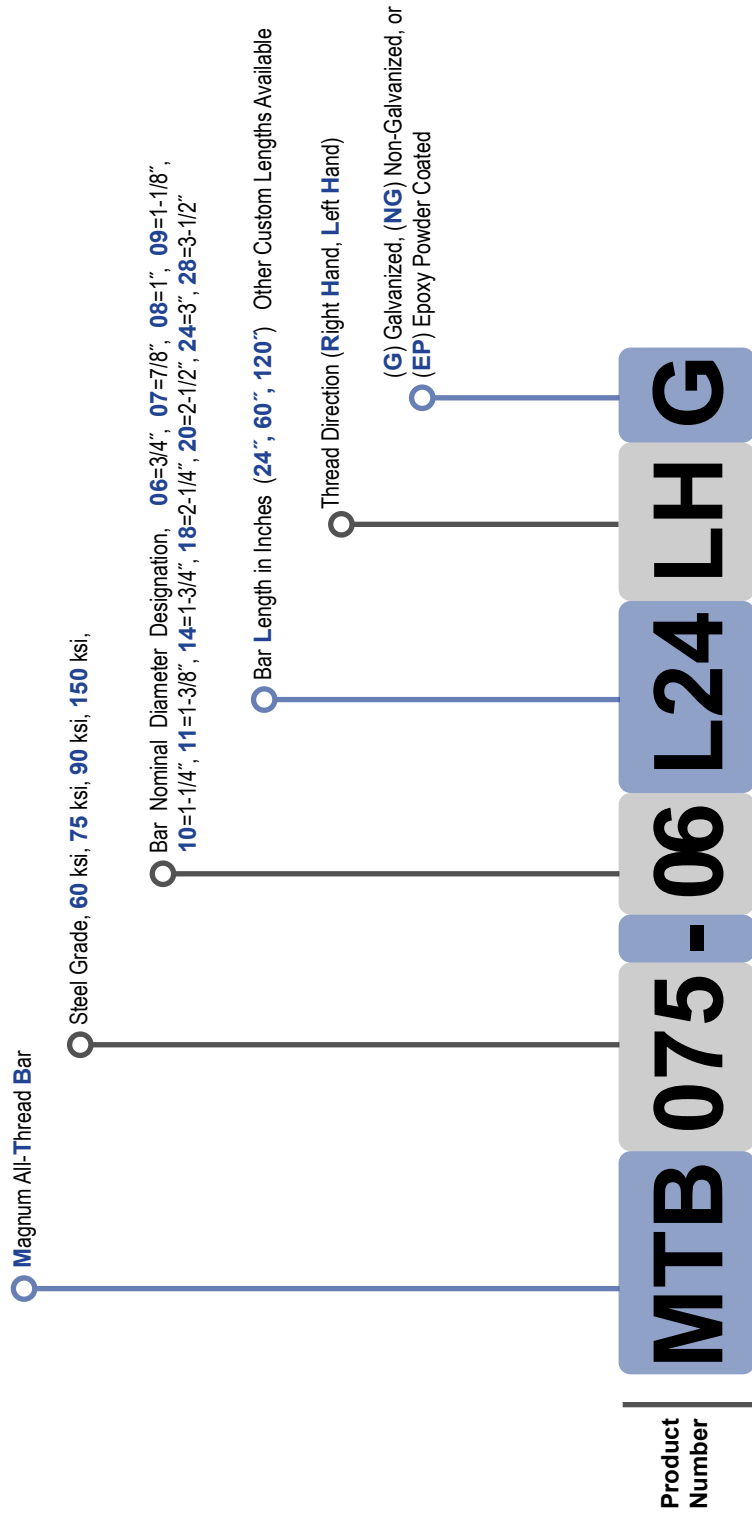 Magnum All-Thread Bar
Steel Grade, 60 ksi, 75 ksi, 90 ksi, 150 ksi,
Bar Nominal Diameter Designation, 06=3/4˝, 07=7/8˝, 08=1˝, 09=1-1/8˝,
10=1-1/4˝, 11=1-3/8˝, 14=1-3/4˝, 18=2-1/4˝, 20=2-1/2˝, 24=3˝, 28=3-1/2˝
Bar Length in Inches (24˝, 60˝, 120˝) Other Custom Lengths Available
Thread Direction (Right Hand, Left Hand)
(G) Galvanized, (NG) Non-Galvanized, or
(EP) Epoxy Powder Coated
Product
Number
MTB 075 - 06 L24 LH G